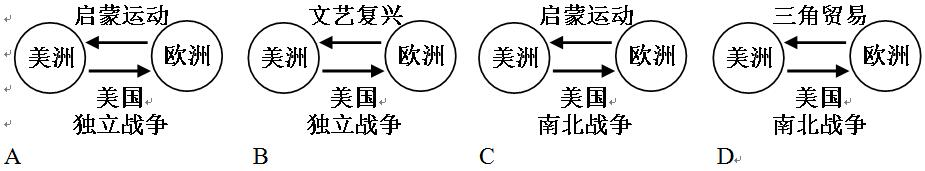 启蒙运动 文艺复兴 启蒙运动 三角贸易
美洲 欧洲 美洲 欧洲 美洲 欧洲 美洲 欧洲
美国 美国 美国 美国
独立战争 独立战争 南北战争 南北战争
A B C D